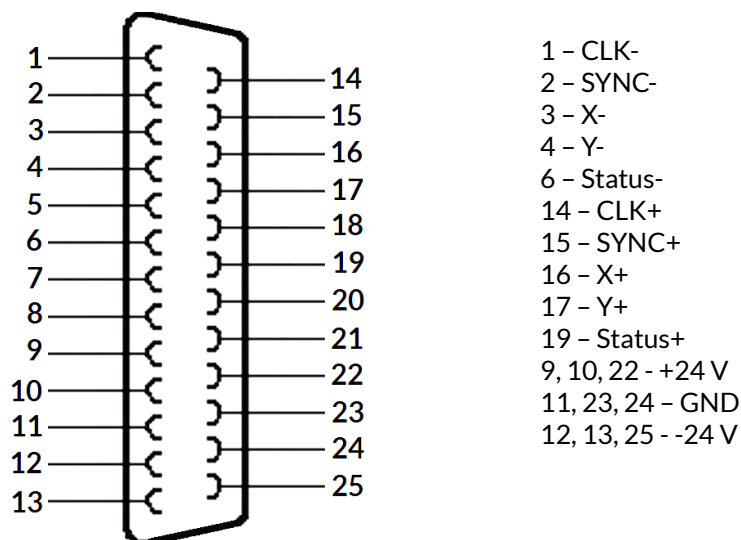 1
2
3
4
5
6
7
8
9
10
11
12
13
14
15
16
17
18
19
20
21
22
23
24
25
1 – CLK-
2 – SYNC-
3 – X-
4 – Y-
6 – Status-
14 – CLK+
15 – SYNC+
16 – X+
17 – Y+
19 – Status+
9, 10, 22 - +24 V
11, 23, 24 – GND
12, 13, 25 - -24 V